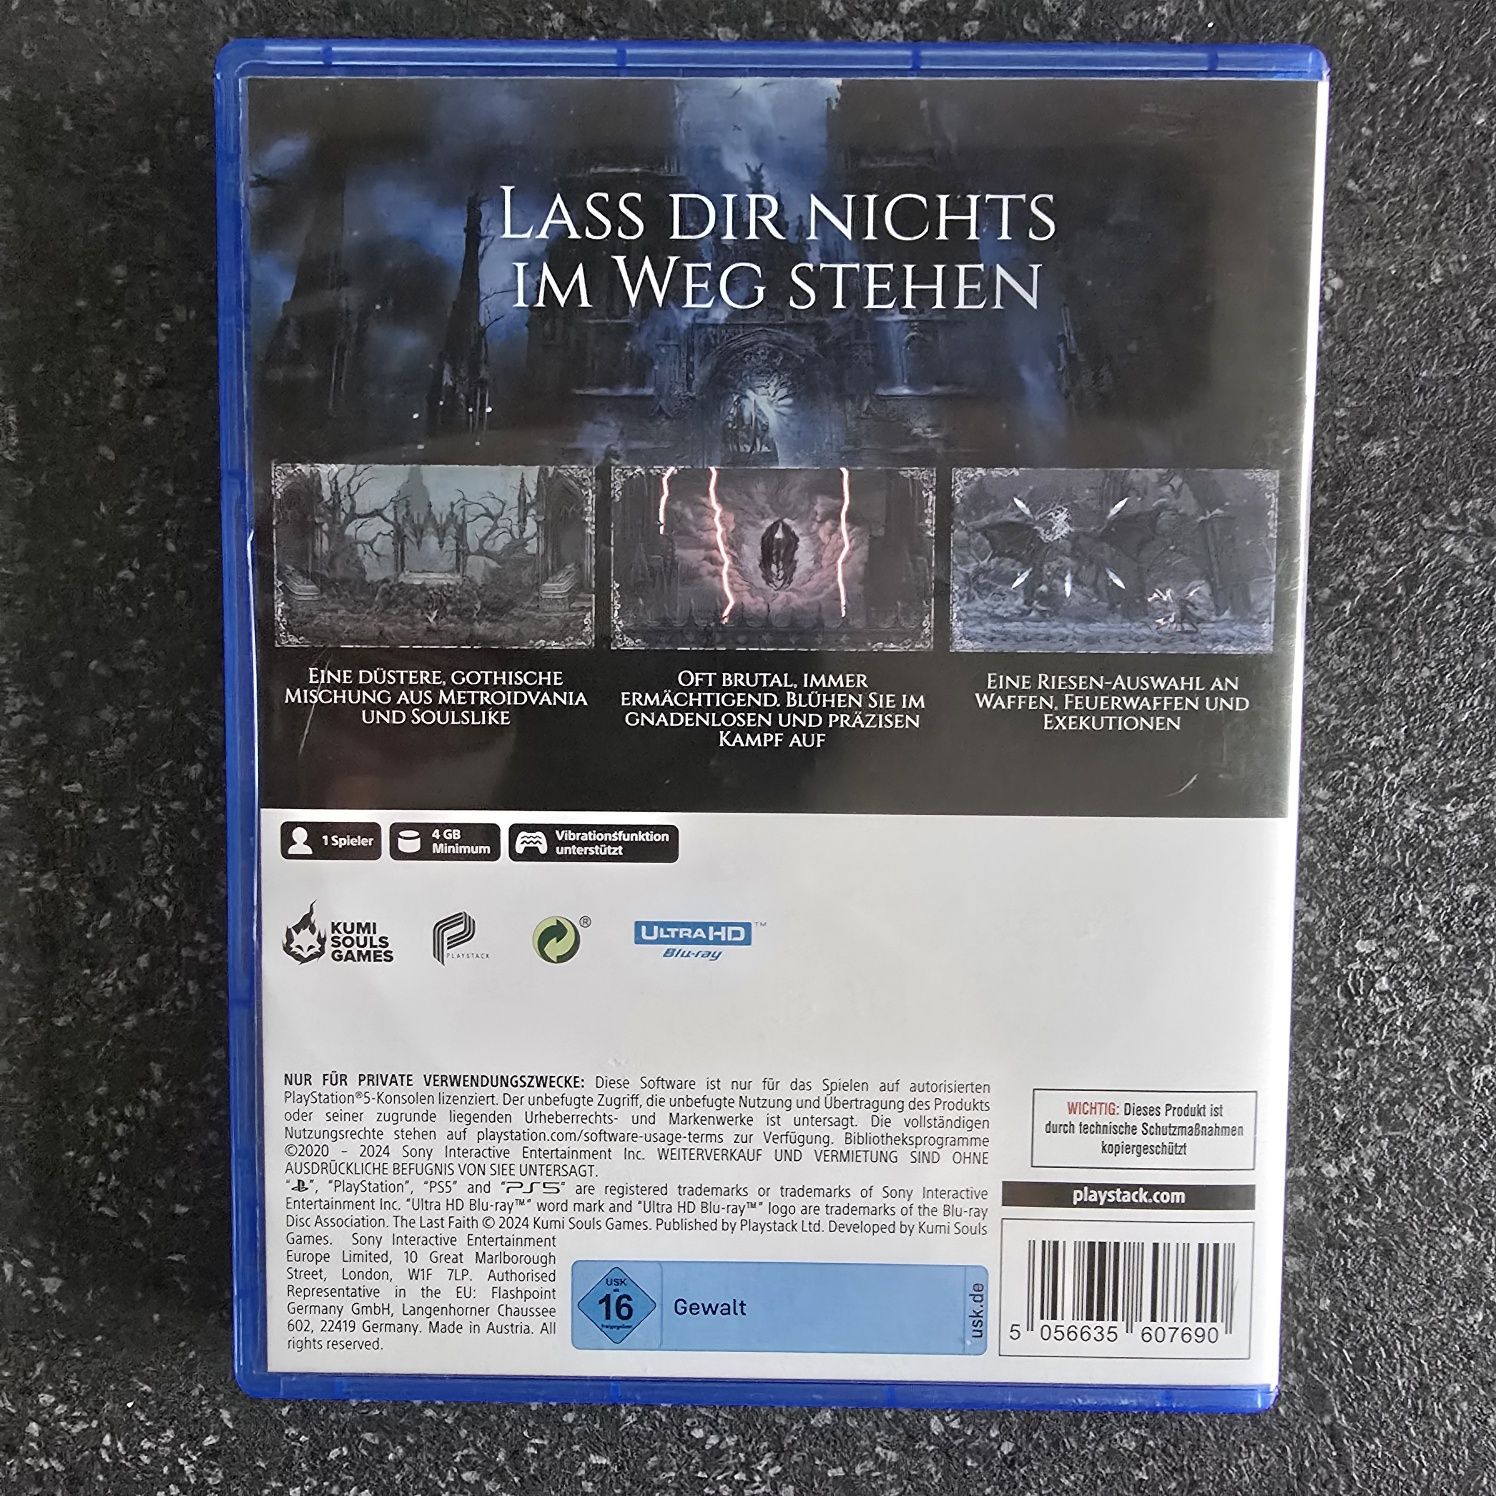 LASS DIR NICHTS
IM WEG STEHEN
EINE DÜSTERE, GOTHISCHE
MISCHUNG AUS METROIDVANIA
UND SOULSLIKE
OFT BRUTAL, IMMER
ERMÄCHTIGEND. BLÜHEN SIE IM
GNADENLOSEN UND PRÄZISEN
KAMPF AUF
EINE RIESEN-AUSWAHL AN
WAFFEN, FEUERWAFFEN UND
EXEKUTIONEN
1 Spieler
4 GB
Minimum
Vibrationsfunktion
unterstützt
KUMI
SOULS
GAMES
PLAYSTACK
®
ULTRA HD™
Blu-ray
NUR FÜR PRIVATE VERWENDUNGSZWECKE: Diese Software ist nur für das Spielen auf autorisierten
PlayStation®5-Konsolen lizenziert. Der unbefugte Zugriff, die unbefugte Nutzung und Übertragung des Produkts
oder seiner zugrunde liegenden Urheberrechts- und Markenwerke ist untersagt. Die vollständigen
Nutzungsrechte stehen auf playstation.com/software-usage-terms zur Verfügung. Bibliotheksprogramme
©2020 - 2024 Sony Interactive Entertainment Inc. WEITERVERKAUF UND VERMIETUNG SIND OHNE
AUSDRÜCKLICHE BEFUGNIS VON SIEE UNTERSAGT.
" ", "PlayStation", "PS5" and "PS5" are registered trademarks or trademarks of Sony Interactive
Entertainment Inc. "Ultra HD Blu-ray™" word mark and "Ultra HD Blu-ray™" logo are trademarks of the Blu-ray
Disc Association. The Last Faith © 2024 Kumi Souls Games. Published by Playstack Ltd. Developed by Kumi Souls
Games. Sony Interactive Entertainment
Europe Limited, 10 Great Marlborough
Street, London, W1F 7LP. Authorised
Representative in the EU: Flashpoint
Germany GmbH, Langenhorner Chaussee
602, 22419 Germany. Made in Austria. All
rights reserved.
USK
ab
16
freigegeben
Gewalt
usk.de
WICHTIG: Dieses Produkt ist
durch technische Schutzmaßnahmen
kopiergeschützt
playstack.com
5 056635 607690